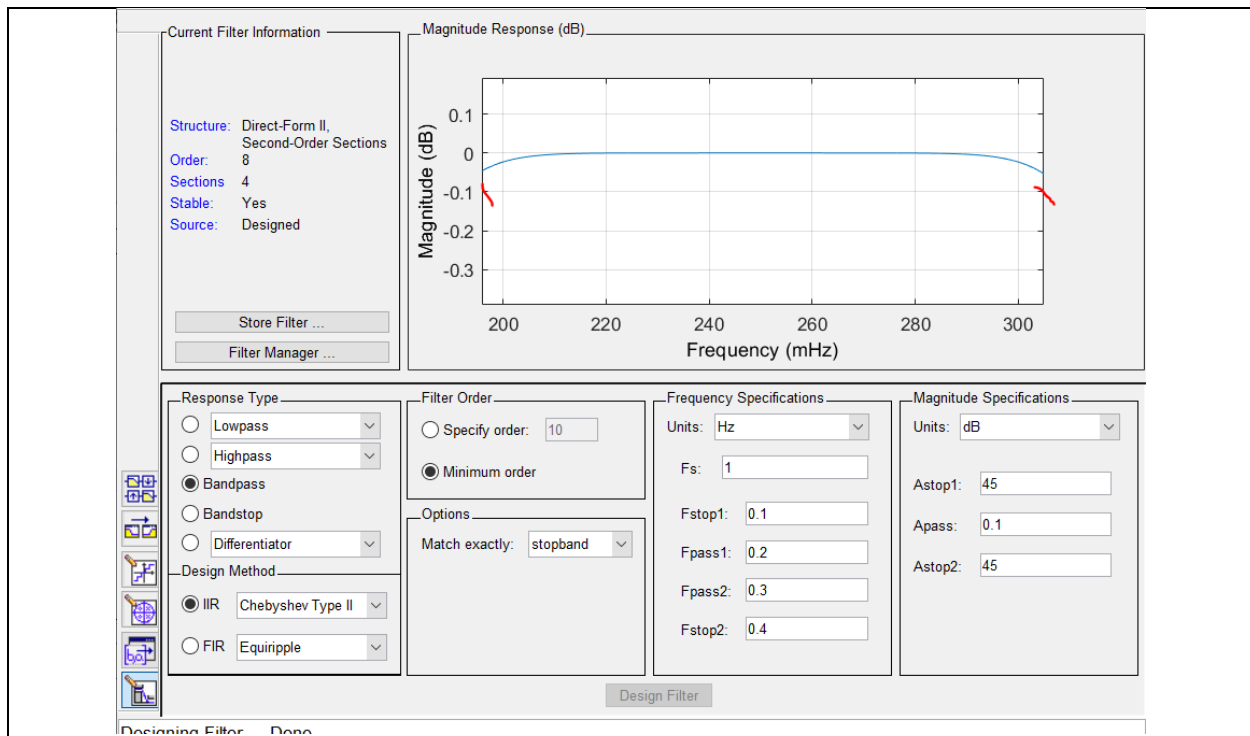 Current Filter Information
Structure: Direct-Form II,
Second-Order Sections
Order: 8
Sections 4
Stable: Yes
Source: Designed
Store Filter ...
Filter Manager ...
Magnitude Response (dB)
0.1
0
-0.1
-0.2
-0.3
Magnitude (dB)
200 220 240 260 280 300
Frequency (mHz)
Response Type
Lowpass
Highpass
Bandpass
Bandstop
Differentiator
Design Method
IIR Chebyshev Type II
FIR Equiripple
Filter Order
Specify order: 10
Minimum order
Options
Match exactly: stopband
Frequency Specifications
Units: Hz
Fs: 1
Fstop1: 0.1
Fpass1: 0.2
Fpass2: 0.3
Fstop2: 0.4
Magnitude Specifications
Units: dB
Astop1: 45
Apass: 0.1
Astop2: 45
Design Filter
Designing Filter ... Done